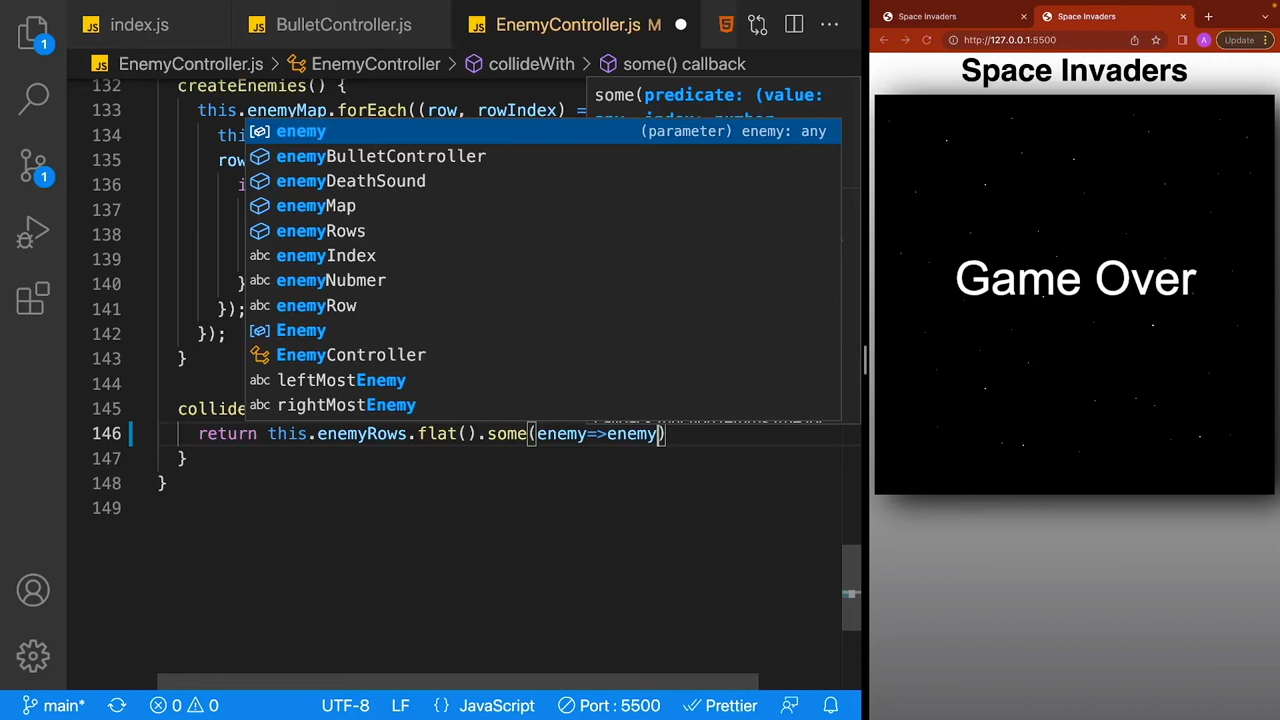 index.js
BulletController.js
EnemyController.js M
EnemyController.js > EnemyController > collideWith > some() callback
132 createEnemies() {
133 this.enemyMap.forEach((row, rowIndex) =
134 thi
135 row
136 i
137
138
139
140 }
141 });
142 });
143 }
144
145 collide
146 return this.enemyRows.flat().some(enemy=>enemy)
147 }
148 }
149
some(predicate: (value:
enemy (parameter) enemy: any
enemyBulletController
enemyDeathSound
enemyMap
enemyRows
abc enemyIndex
abc enemyNubmer
abc enemyRow
Enemy
EnemyController
abc leftMostEnemy
abc rightMostEnemy
1
1
main* 0 0 UTF-8 LF {} JavaScript Port : 5500 Prettier
Space Invaders
Space Invaders
http://127.0.0.1:5500
A
Update
Space Invaders
Game Over